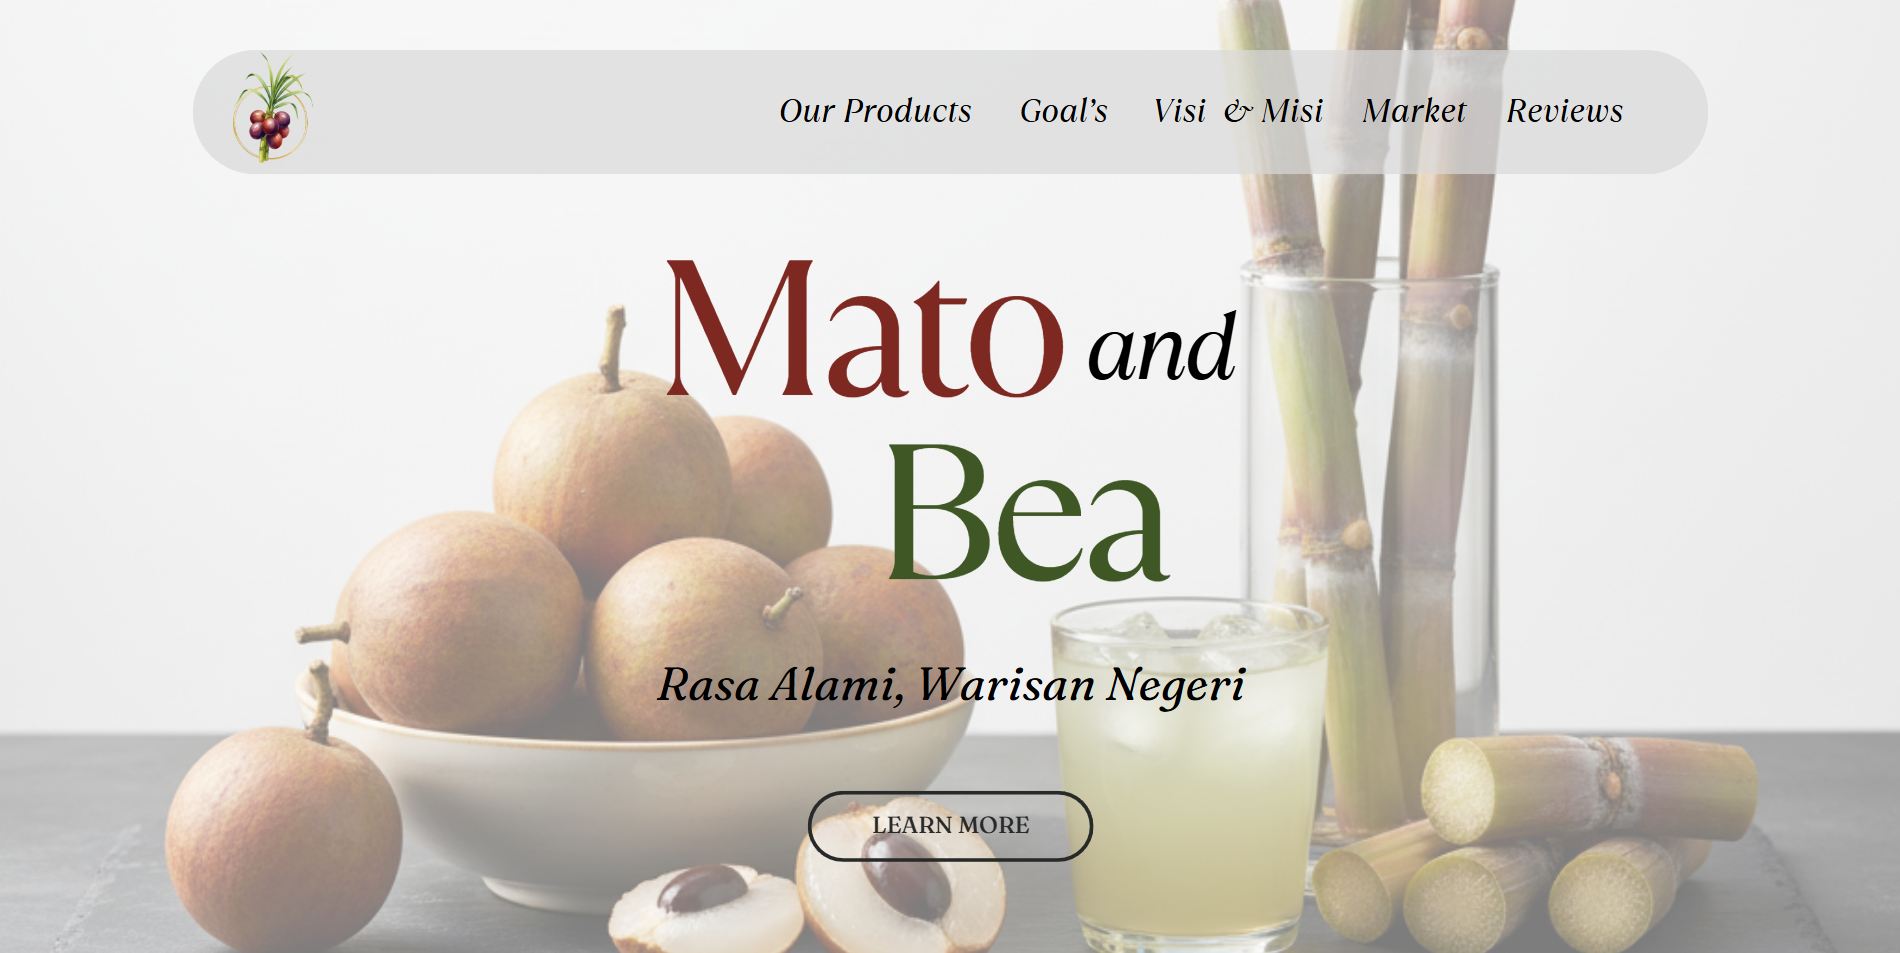 Our Products Goal’s Visi & Misi Market Reviews
Mato and
Bea
Rasa Alami, Warisan Negeri
LEARN MORE